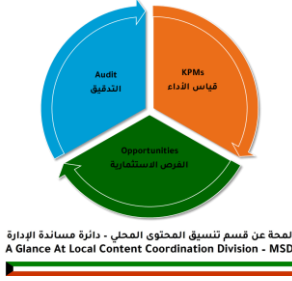 Audit
التدقيق
KPMs
قياس الأداء
Opportunities
الفرص الاستثمارية
لمحة عن قسم تنسيق المحتوى المحلي - دائرة مساندة الإدارة
A Glance At Local Content Coordination Division - MSD